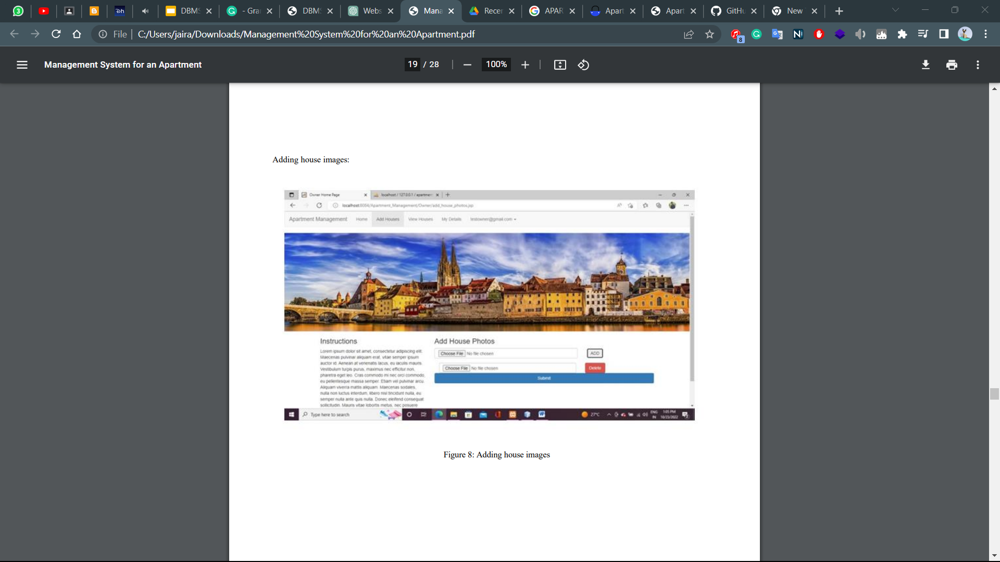 3
Dh
DBMS
- Gra
DBMS
Webs
Mana
Recen
APAR
Apart
Apart
GitHu
New
File
C:/Users/jaira/Downloads/Management%20System%20for%20an%20Apartment.pdf
8
Management System for an Apartment
19 / 28
100%
Adding house images:
Owner Home Page
localhost / 127.0.0.1 / apartment
localhost:8084/Apartment_Management/Owner/add_house_photos.jsp
Apartment Management Home Add Houses View Houses My Details testowner@gmail.com
Instructions
Lorem ipsum dolor sit amet, consectetur adipiscing elit.
Maecenas pulvinar aliquam erat, vitae semper ipsum
auctor id. Aenean at venenatis lacus, eu iaculis mauris.
Vestibulum turpis purus, maximus nec efficitur non,
pharetra eget leo. Cras commodo mi nec orci commodo,
eu pellentesque massa semper. Etiam vel pulvinar arcu.
Aliquam viverra mattis aliquam. Maecenas sodales,
nulla non luctus interdum, libero nisl tincidunt nulla, eu
semper nulla ante quis nulla. Donec eleifend consequat
sollicitudin. Mauris vitae lobortis metus, nec posuere
Add House Photos
Choose File No file chosen
ADD
Choose File No file chosen
Delete
Submit
Type here to search
27°C
ENG
IN
1:05 PM
10/23/2022
Figure 8: Adding house images